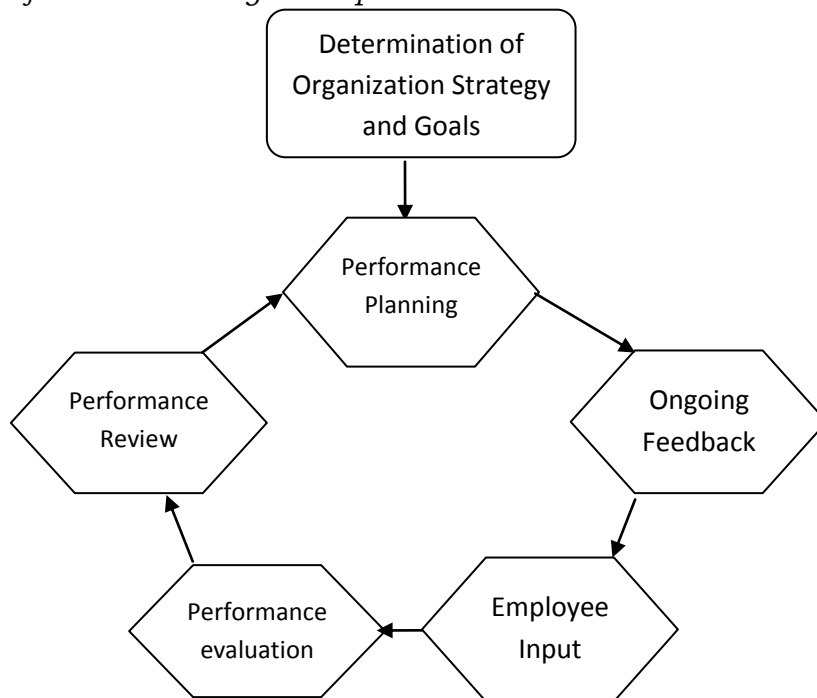 Determination of
Organization Strategy
and Goals
Performance
Planning
Ongoing
Feedback
Employee
Input
Performance
evaluation
Performance
Review